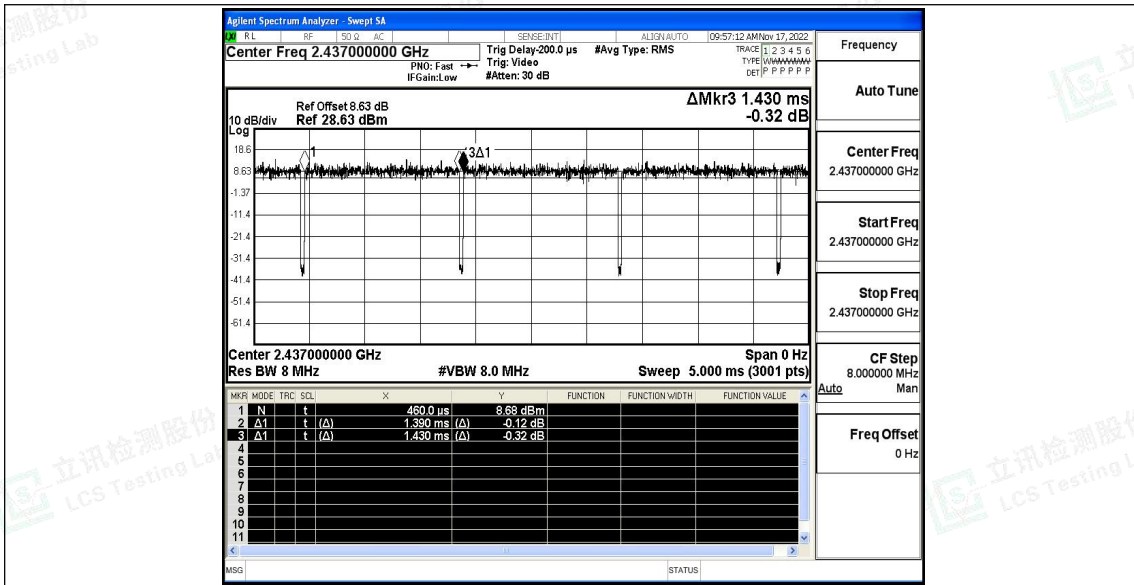 Agilent Spectrum Analyzer - Swept SA
LXI RL RF 50 Ω AC SENSE:INT ALIGN AUTO 09:57:12 AM Nov 17, 2022
Center Freq 2.437000000 GHz
PNO: Fast
IFGain:Low
Trig Delay-200.0 µs
Trig: Video
#Atten: 30 dB
#Avg Type: RMS
TRACE 1 2 3 4 5 6
TYPE WWWWWW
DET P P P P P P
ΔMkr3 1.430 ms
-0.32 dB
Ref Offset 8.63 dB
10 dB/div Ref 28.63 dBm
Log
18.6
8.63
-1.37
-11.4
-21.4
-31.4
-41.4
-51.4
-61.4
1
3Δ1
Center 2.437000000 GHz Span 0 Hz
Res BW 8 MHz #VBW 8.0 MHz Sweep 5.000 ms (3001 pts)
MKR MODE TRC SCL X Y FUNCTION FUNCTION WIDTH FUNCTION VALUE
1 N t 460.0 µs 8.68 dBm
2 Δ1 t (Δ) 1.390 ms (Δ) -0.12 dB
3 Δ1 t (Δ) 1.430 ms (Δ) -0.32 dB
4
5
6
7
8
9
10
11
MSG STATUS
Frequency
Auto Tune
Center Freq
2.437000000 GHz
Start Freq
2.437000000 GHz
Stop Freq
2.437000000 GHz
CF Step
8.000000 MHz
Auto Man
Freq Offset
0 Hz
立讯检测股份
LCS Testing Lab